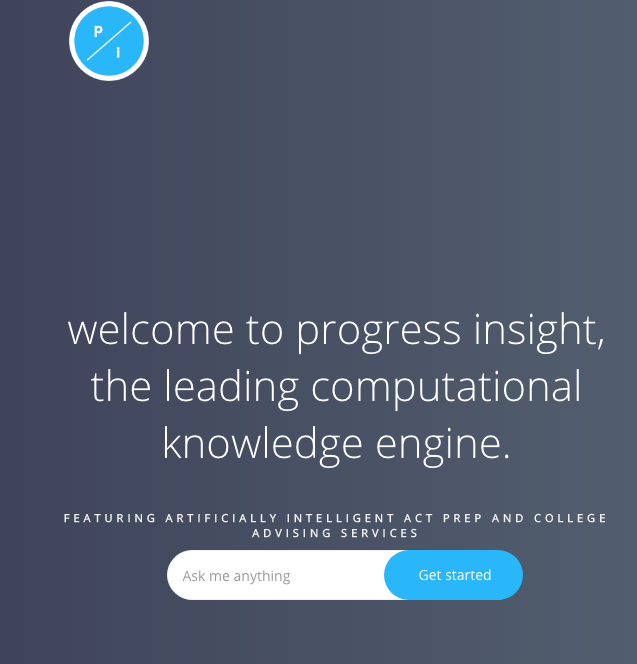 P
i
welcome to progress insight,
the leading computational
knowledge engine.
FEATURING ARTIFICIALLY INTELLIGENT ACT PREP AND COLLEGE
ADVISING SERVICES
Ask me anything
Get started